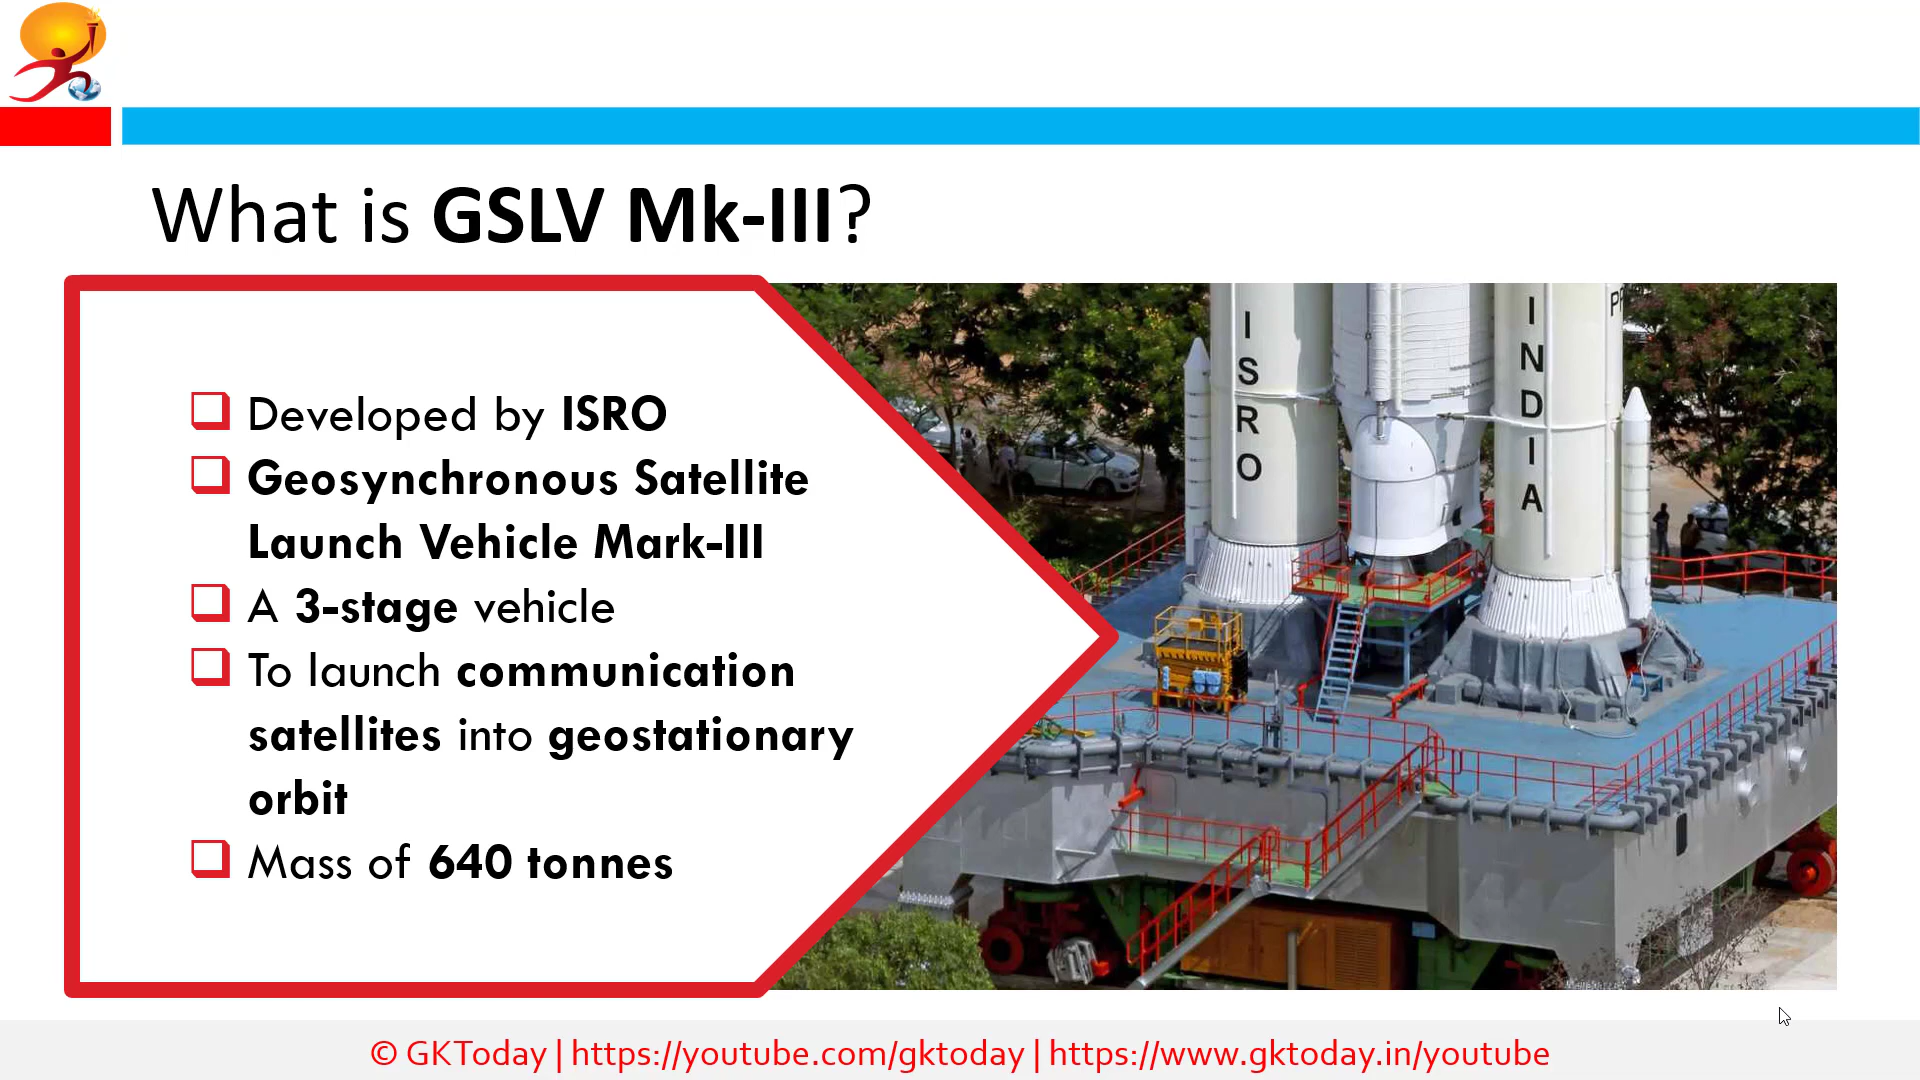 What is GSLV Mk-III?
Developed by ISRO
Geosynchronous Satellite
Launch Vehicle Mark-III
A 3-stage vehicle
To launch communication
satellites into geostationary
orbit
Mass of 640 tonnes
ISRO
INDIA
© GKToday | https://youtube.com/gktoday | https://www.gktoday.in/youtube